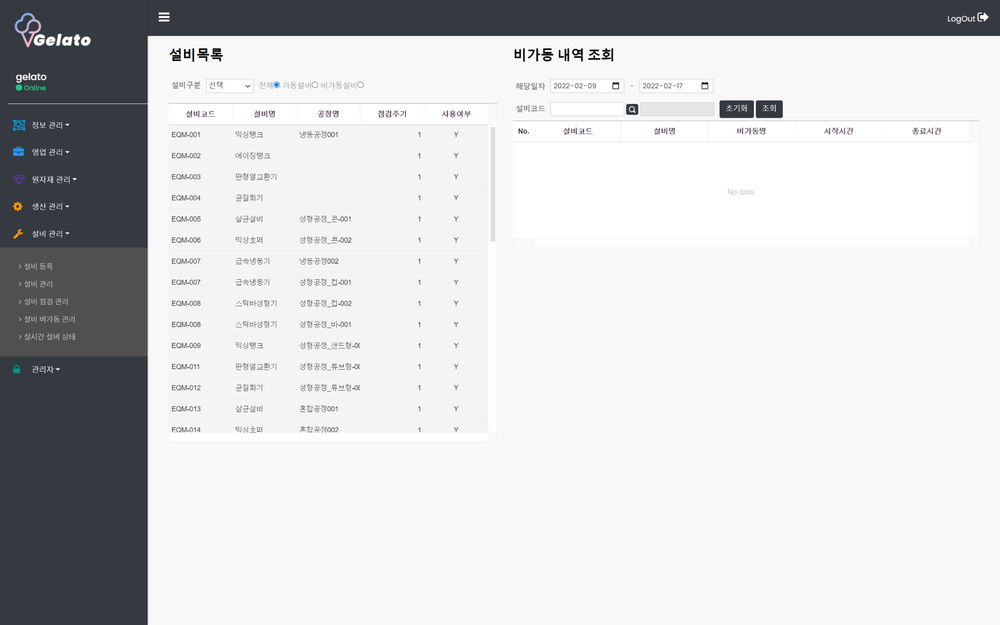 Gelato
LogOut
gelato
Online
정보 관리
영업 관리
원자재 관리
생산 관리
설비 관리
> 설비 등록
> 설비 관리
> 설비 점검 관리
> 설비 비가동 관리
> 실시간 설비 상태
관리자
설비목록
설비구분 선택 전체 가동설비 비가동설비
설비코드 설비명 공정명 점검주기 사용여부
EQM-001 믹싱탱크 냉동공정001 1 Y
EQM-002 에이징탱크 1 Y
EQM-003 판형열교환기 1 Y
EQM-004 균질화기 1 Y
EQM-005 살균설비 성형공정_콘-001 1 Y
EQM-006 믹싱호퍼 성형공정_콘-002 1 Y
EQM-007 급속냉동기 냉동공정002 1 Y
EQM-007 급속냉동기 성형공정_컵-001 1 Y
EQM-008 스틱바성형기 성형공정_컵-002 1 Y
EQM-008 스틱바성형기 성형공정_바-001 1 Y
EQM-009 믹싱탱크 성형공정_샌드형-00 1 Y
EQM-011 판형열교환기 성형공정_튜브형-00 1 Y
EQM-012 균질화기 성형공정_튜브형-00 1 Y
EQM-013 살균설비 혼합공정001 1 Y
EQM-014 믹싱호퍼 혼합공정002 1 Y
비가동 내역 조회
해당일자 2022-02-09 ~ 2022-02-17
설비코드 초기화 조회
No. 설비코드 설비명 비가동명 시작시간 종료시간
No data.